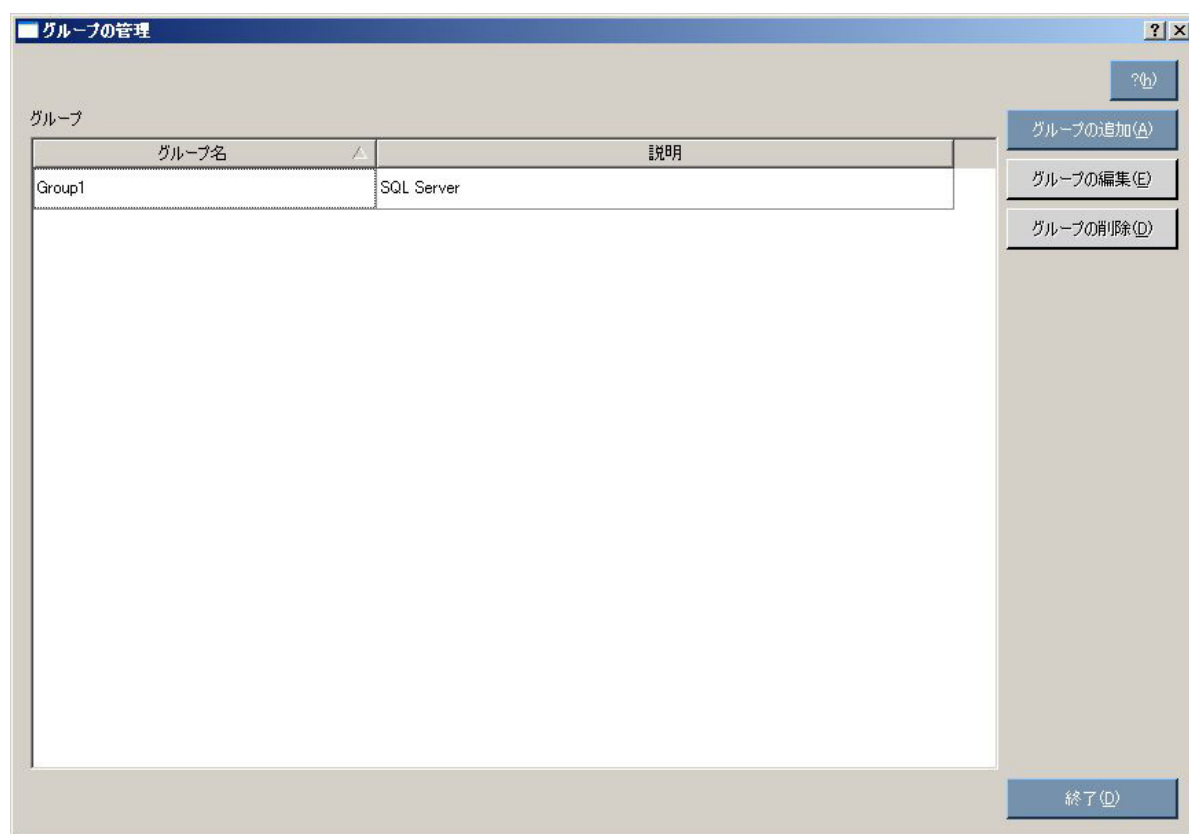 グループの管理
?(h)
グループ
グループの追加(A)
グループ名 説明
Group1 SQL Server
グループの編集(E)
グループの削除(D)
終了(D)